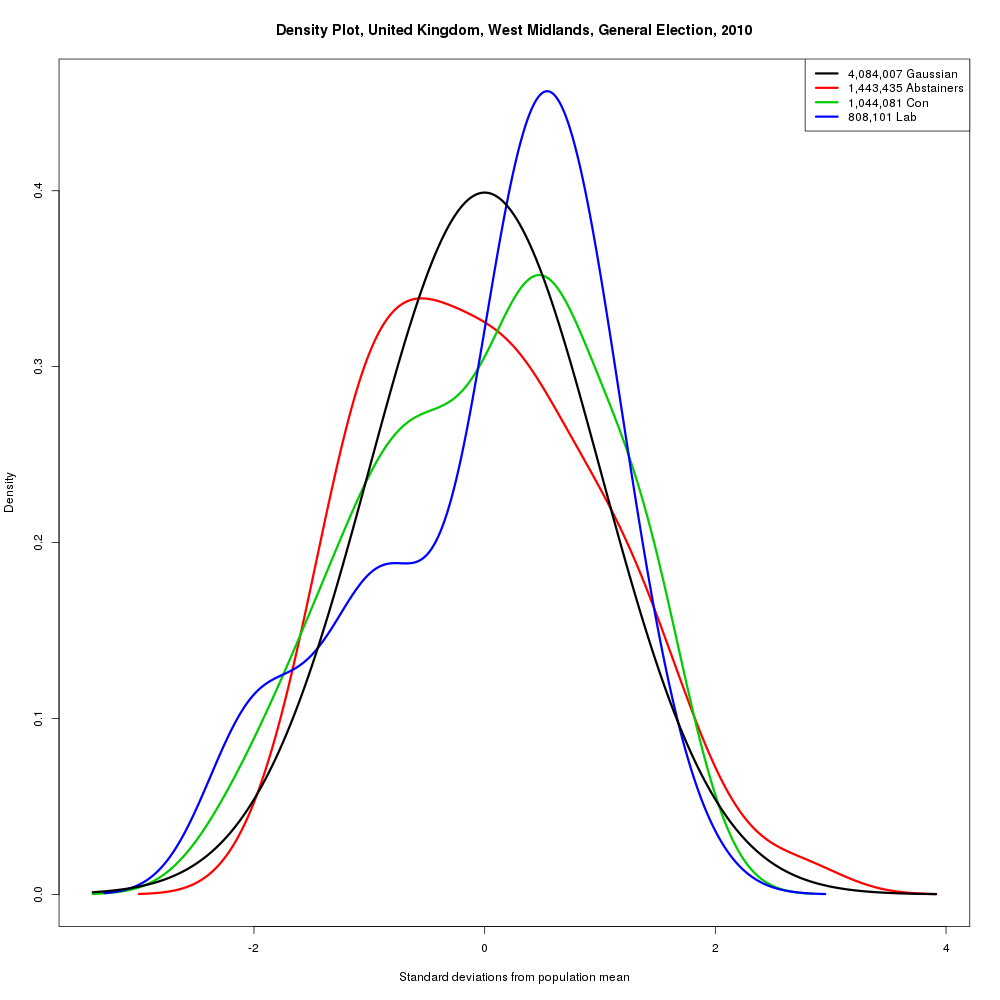 Density Plot, United Kingdom, West Midlands, General Election, 2010
4,084,007 Gaussian
1,443,435 Abstainers
1,044,081 Con
808,101 Lab
Density
0.4
0.3
0.2
0.1
0.0
-2 0 2 4
Standard deviations from population mean